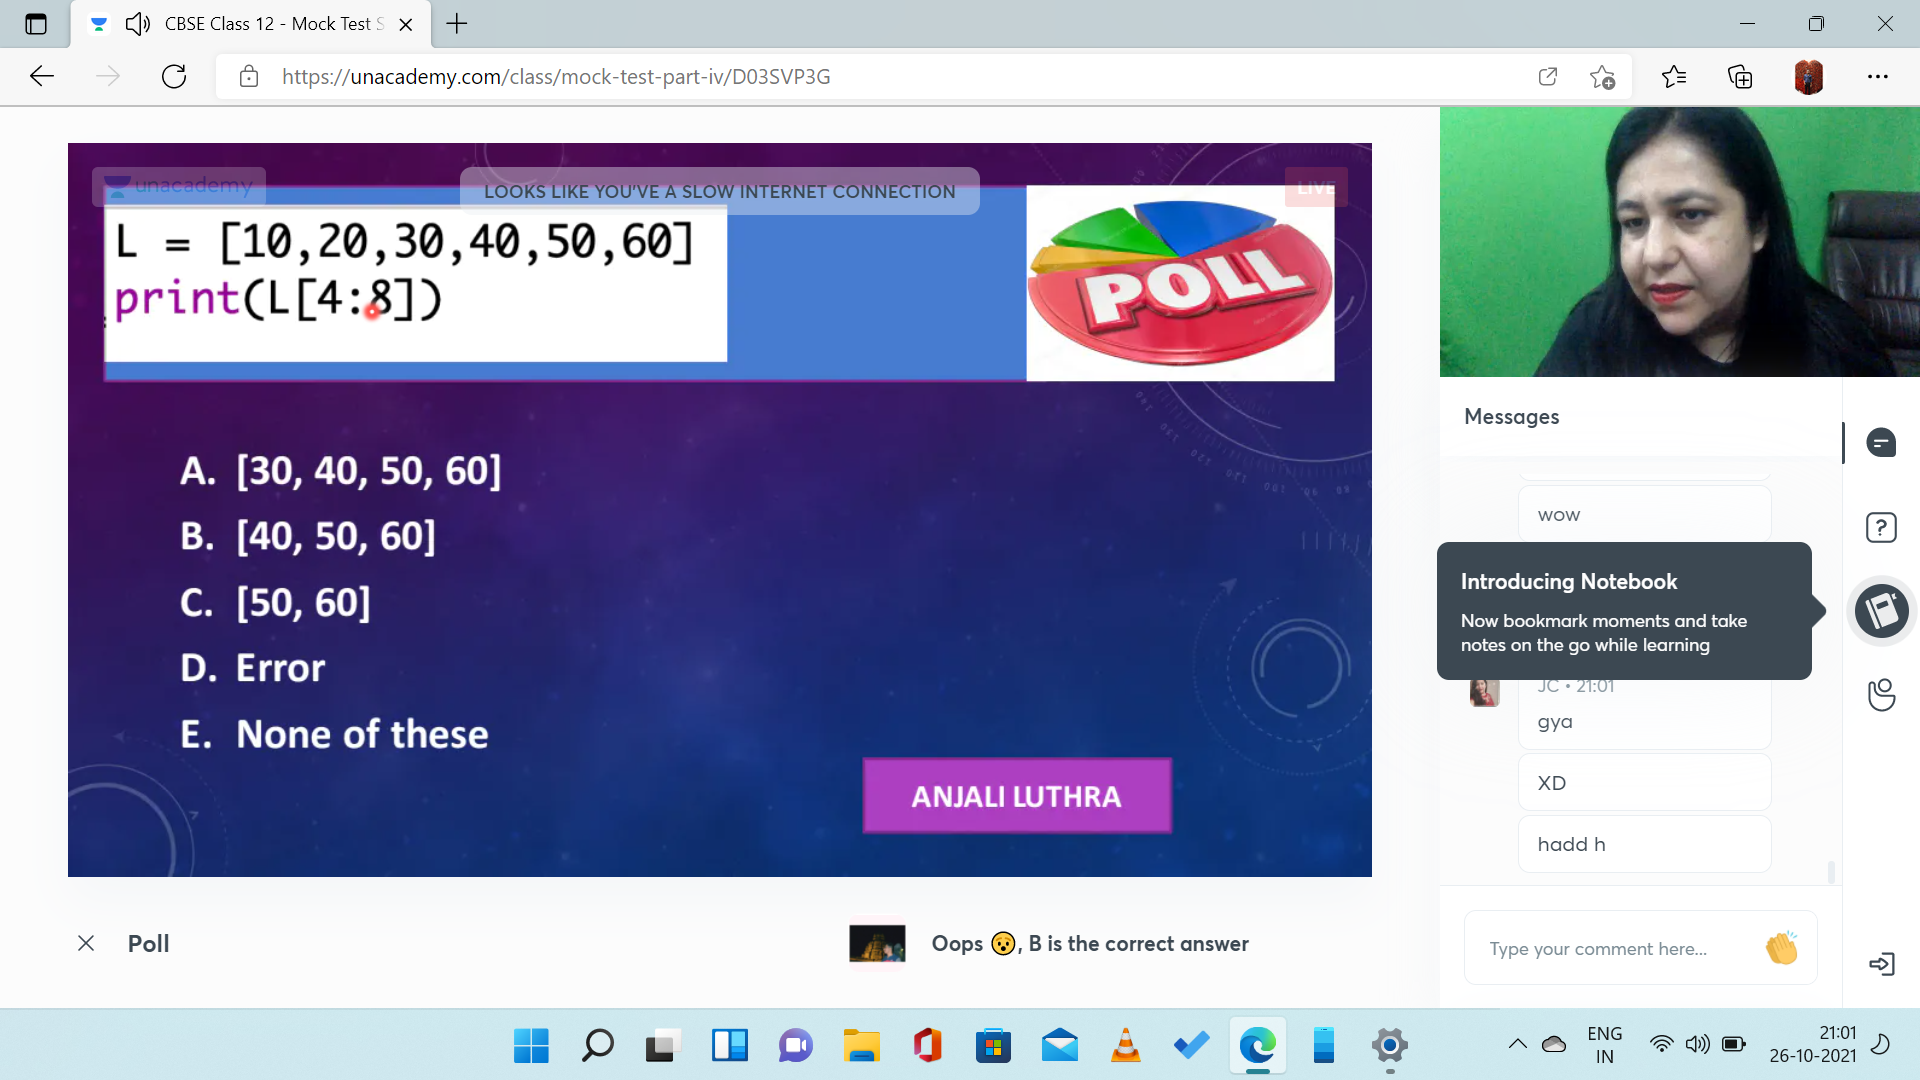 CBSE Class 12 - Mock Test S
https://unacademy.com/class/mock-test-part-iv/D03SVP3G
unacademy
LOOKS LIKE YOU'VE A SLOW INTERNET CONNECTION
LIVE
L = [10,20,30,40,50,60]
print(L[4:8])
POLL
A. [30, 40, 50, 60]
B. [40, 50, 60]
C. [50, 60]
D. Error
E. None of these
ANJALI LUTHRA
Poll
Oops 😯, B is the correct answer
Messages
wow
Introducing Notebook
Now bookmark moments and take
notes on the go while learning
JC • 21:01
gya
XD
hadd h
Type your comment here...
ENG
IN
21:01
26-10-2021